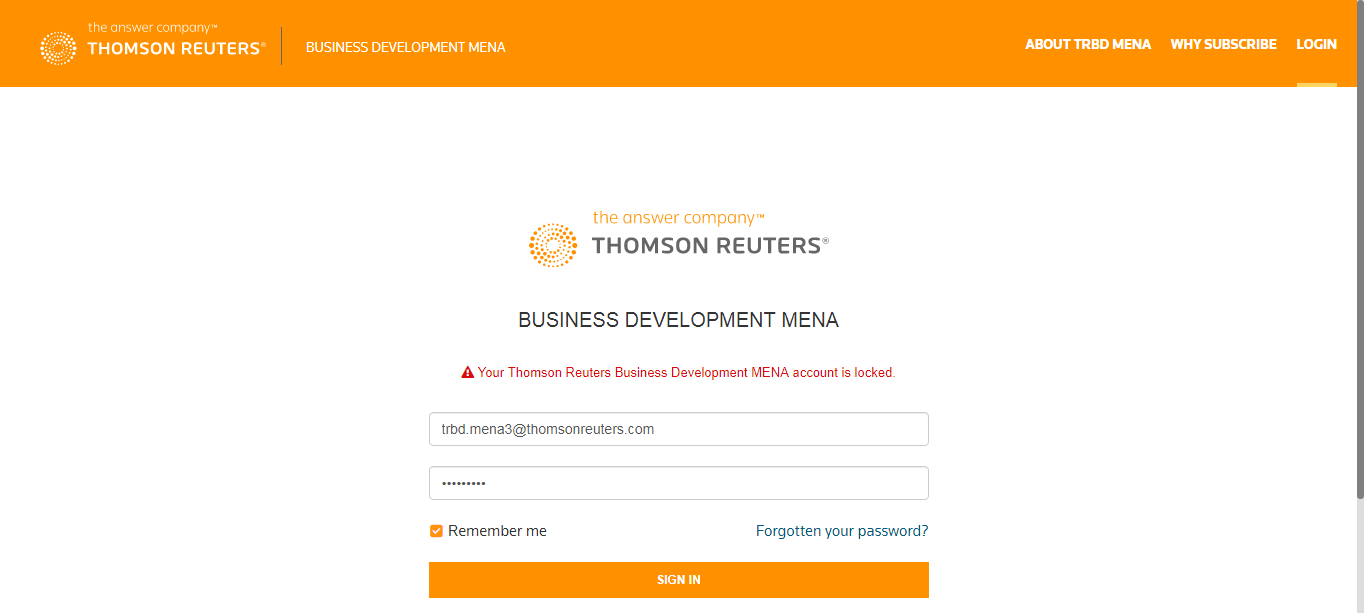 the answer company™
THOMSON REUTERS®
BUSINESS DEVELOPMENT MENA
ABOUT TRBD MENA
WHY SUBSCRIBE
LOGIN
the answer company™
THOMSON REUTERS®
BUSINESS DEVELOPMENT MENA
Your Thomson Reuters Business Development MENA account is locked.
trbd.mena3@thomsonreuters.com
•••••••••
Remember me
Forgotten your password?
SIGN IN